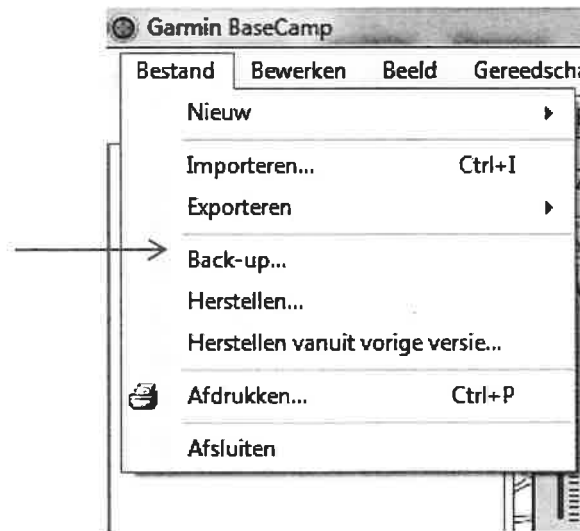 Garmin BaseCamp
Bestand Bewerken Beeld
Nieuw
Importeren... Ctrl+I
Exporteren
Back-up...
Herstellen...
Herstellen vanuit vorige versie...
Afdrukken... Ctrl+P
Afsluiten